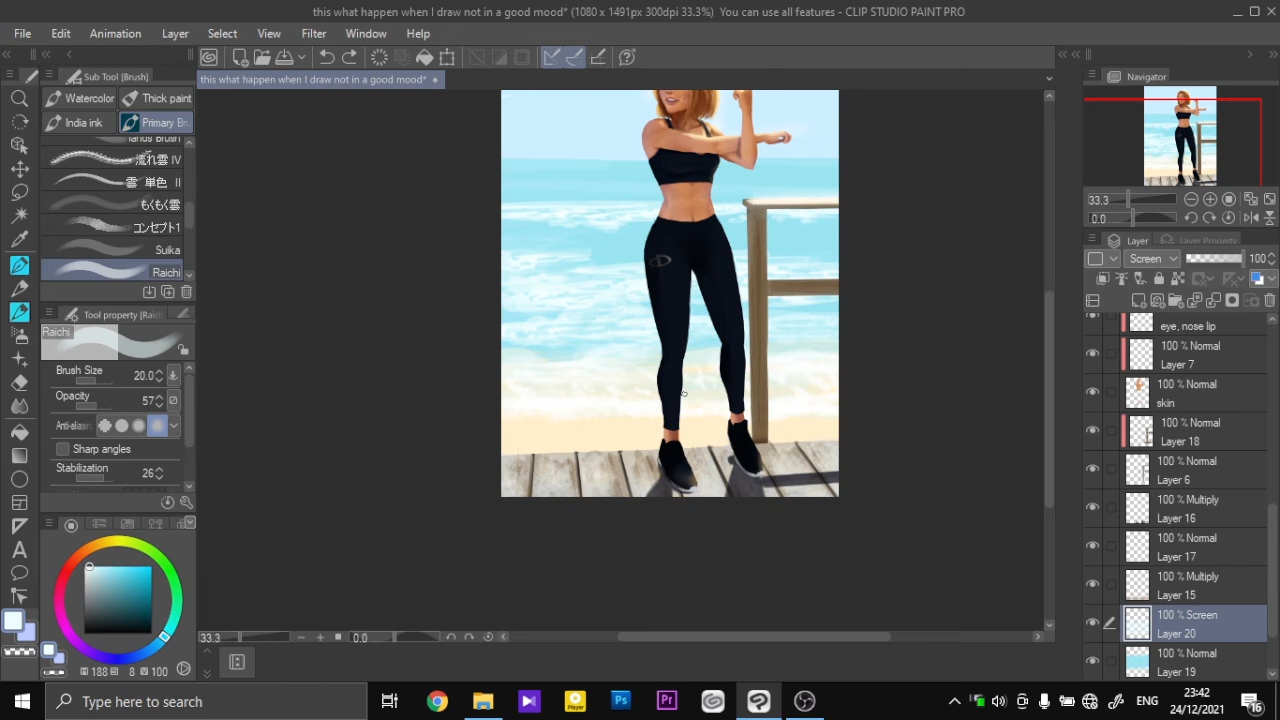 this what happen when I draw not in a good mood* (1080 x 1491px 300dpi 33.3%)  You can use all features - CLIP STUDIO PAINT PRO
File Edit Animation Layer Select View Filter Window Help
Sub Tool [Brush]
this what happen when I draw not in a good mood*
Navigator
Watercolor Thick paint
India ink Primary Bru
流れ雲 IV
雲 単色 II
もくもく雲
コンセプト1
Suika
Raichi
33.3
0.0
Layer Layer Property
Screen 100
Tool property [Raich
Raichi
Brush Size 20.0
Opacity 57
Anti-aliasin
Sharp angles
Stabilization 26
eye, nose lip
100 % Normal
Layer 7
100 % Normal
skin
100 % Normal
Layer 18
100 % Normal
Layer 6
100 % Multiply
Layer 16
100 % Normal
Layer 17
100 % Multiply
Layer 15
100 % Screen
Layer 20
100 % Normal
Layer 19
33.3 0.0
H 188 S 8 V 100
Type here to search
Player
Ps
Pr
ENG
23:42
24/12/2021
16